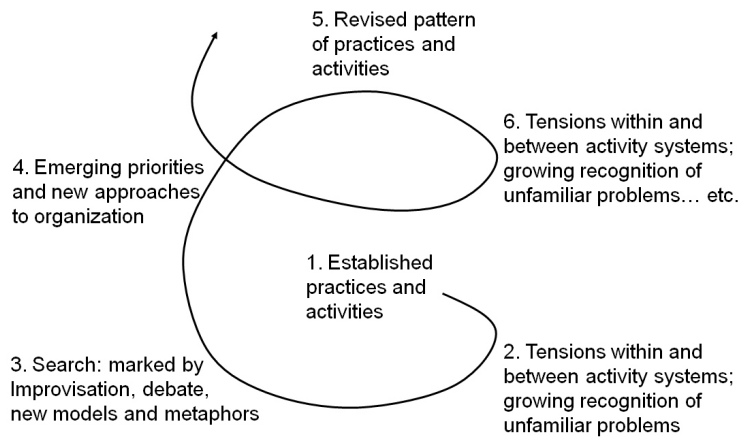 5. Revised pattern
of practices and
activities
6. Tensions within and
between activity systems;
growing recognition of
unfamiliar problems… etc.
4. Emerging priorities
and new approaches
to organization
1. Established
practices and
activities
3. Search: marked by
Improvisation, debate,
new models and metaphors
2. Tensions within and
between activity systems;
growing recognition of
unfamiliar problems